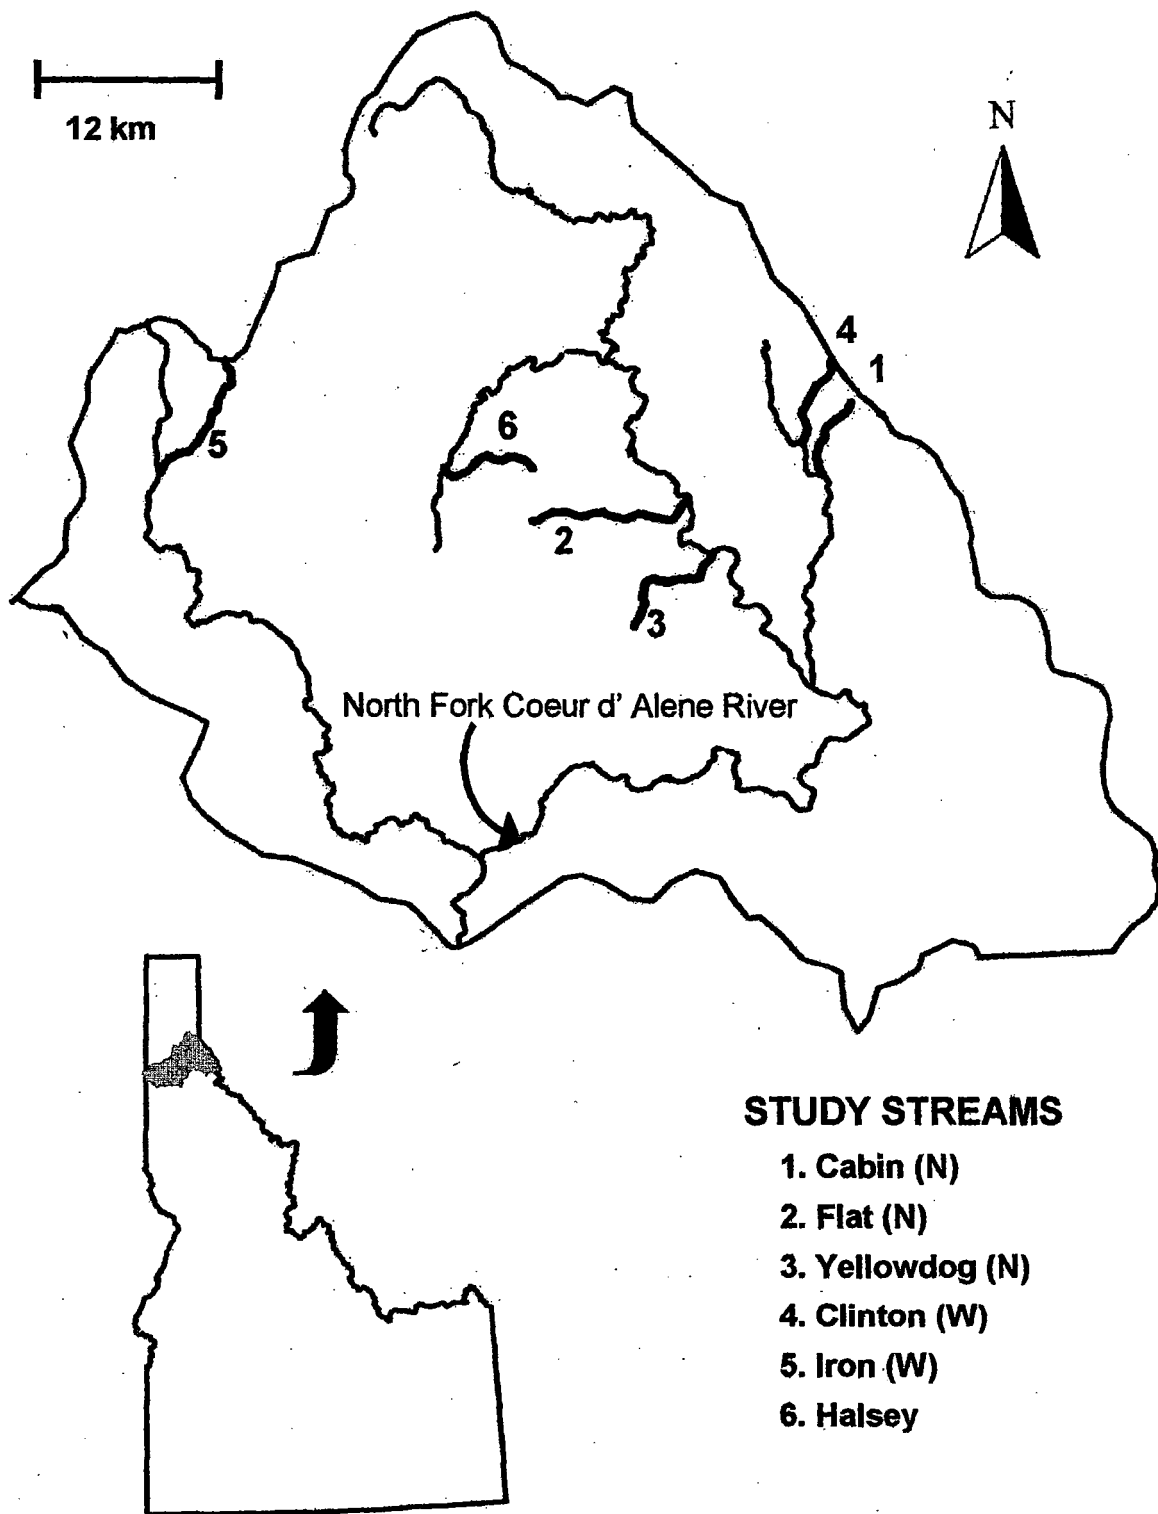 12 km
N
4
1
6
5
2
3
North Fork Coeur d' Alene River
STUDY STREAMS
1. Cabin (N)
2. Flat (N)
3. Yellowdog (N)
4. Clinton (W)
5. Iron (W)
6. Halsey